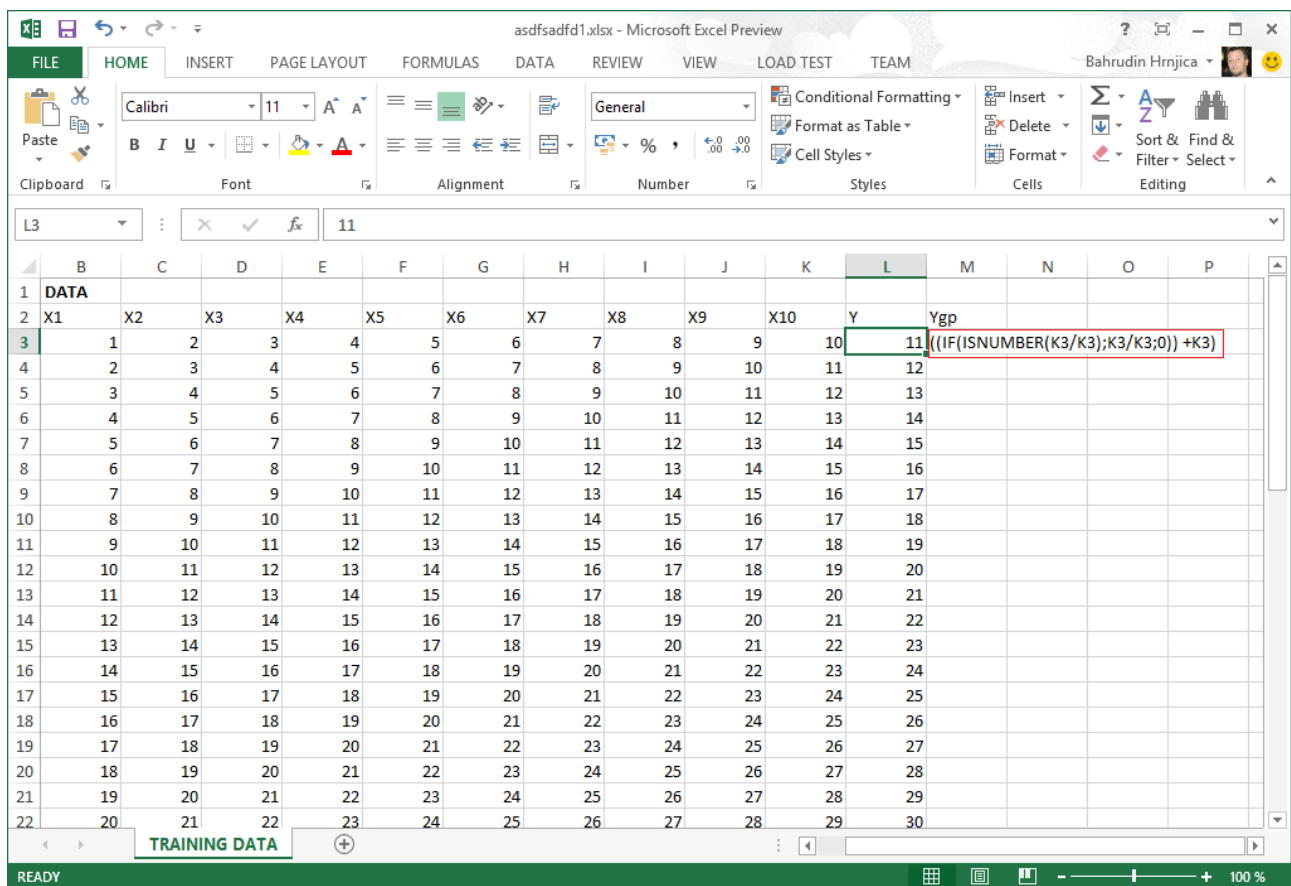 asdfsadfd1.xlsx - Microsoft Excel Preview
FILE HOME INSERT PAGE LAYOUT FORMULAS DATA REVIEW VIEW LOAD TEST TEAM Bahrudin Hrnjica
Paste
Calibri 11 A A
B I U A
General
% , .00 .0
Conditional Formatting
Format as Table
Cell Styles
Insert
Delete
Format
Sort & Find &
Filter Select
Clipboard Font Alignment Number Styles Cells Editing
L3 fx 11
B C D E F G H I J K L M N O P
1 DATA
2 X1 X2 X3 X4 X5 X6 X7 X8 X9 X10 Y Ygp
3 1 2 3 4 5 6 7 8 9 10 11 ((IF(ISNUMBER(K3/K3);K3/K3;0)) +K3)
4 2 3 4 5 6 7 8 9 10 11 12
5 3 4 5 6 7 8 9 10 11 12 13
6 4 5 6 7 8 9 10 11 12 13 14
7 5 6 7 8 9 10 11 12 13 14 15
8 6 7 8 9 10 11 12 13 14 15 16
9 7 8 9 10 11 12 13 14 15 16 17
10 8 9 10 11 12 13 14 15 16 17 18
11 9 10 11 12 13 14 15 16 17 18 19
12 10 11 12 13 14 15 16 17 18 19 20
13 11 12 13 14 15 16 17 18 19 20 21
14 12 13 14 15 16 17 18 19 20 21 22
15 13 14 15 16 17 18 19 20 21 22 23
16 14 15 16 17 18 19 20 21 22 23 24
17 15 16 17 18 19 20 21 22 23 24 25
18 16 17 18 19 20 21 22 23 24 25 26
19 17 18 19 20 21 22 23 24 25 26 27
20 18 19 20 21 22 23 24 25 26 27 28
21 19 20 21 22 23 24 25 26 27 28 29
22 20 21 22 23 24 25 26 27 28 29 30
TRAINING DATA
READY 100 %